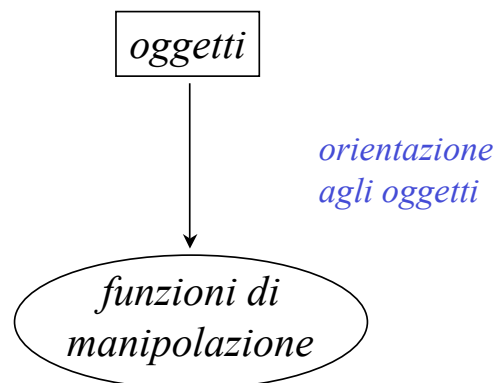 oggetti
orientazione
agli oggetti
funzioni di
manipolazione